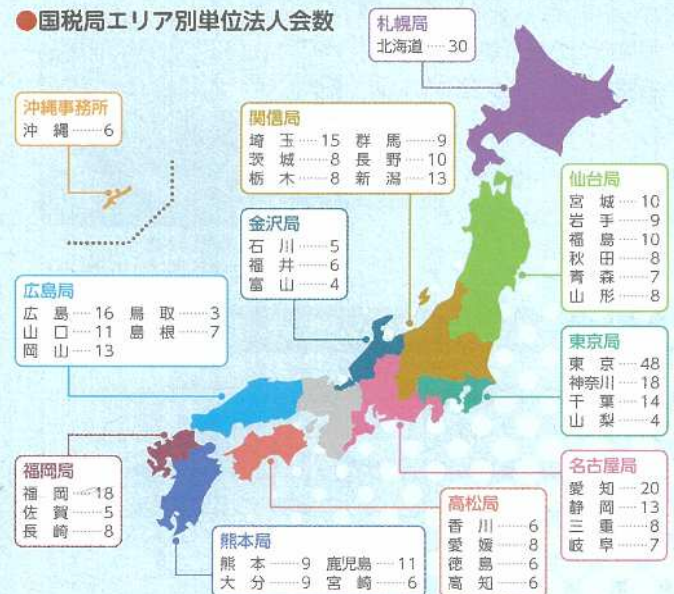 ●国税局エリア別単位法人会数
札幌局
北海道……30
沖縄事務所
沖縄……6
関信局
埼玉……15 群馬……9
茨城……8 長野……10
栃木……8 新潟……13
仙台局
宮城……10
岩手……9
福島……10
秋田……8
青森……7
山形……8
金沢局
石川……5
福井……6
富山……4
広島局
広島……16 鳥取……3
山口……11 島根……7
岡山……13
東京局
東京……48
神奈川……18
千葉……14
山梨……4
福岡局
福岡……18
佐賀……5
長崎……8
名古屋局
愛知……20
静岡……13
三重……8
岐阜……7
高松局
香川……6
愛媛……8
徳島……6
高知……6
熊本局
熊本……9 鹿児島……11
大分……9 宮崎……6